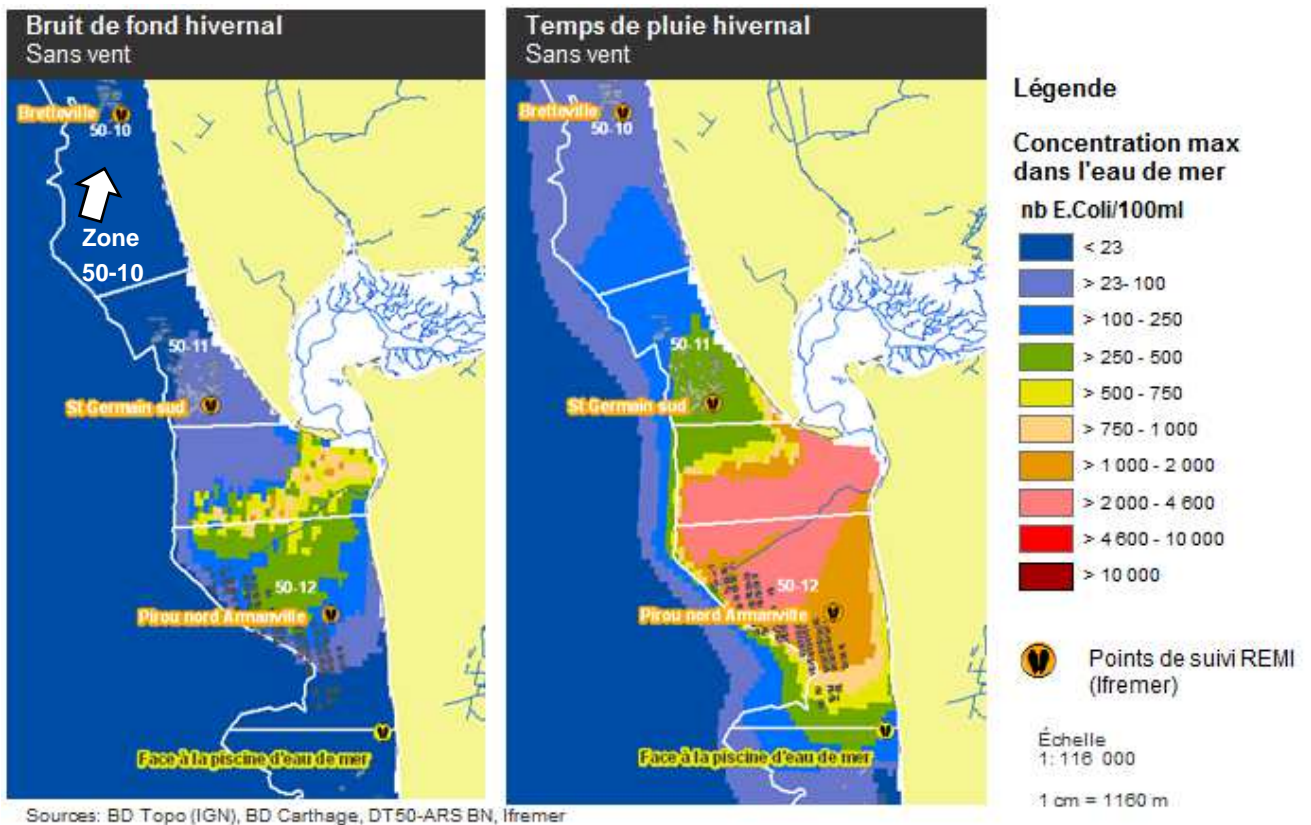 Bruit de fond hivernal
Sans vent
Bretteville
50-10
Zone
50-10
50-11
St Germain sud
50-12
Pirou nord Armanville
Face à la piscine d'eau de mer
Temps de pluie hivernal
Sans vent
Bretteville
50-10
50-11
St Germain sud
50-12
Pirou nord Armanville
Face à la piscine d'eau de mer
Légende
Concentration max
dans l'eau de mer
nb E.Coli/100ml
< 23
> 23- 100
> 100 - 250
> 250 - 500
> 500 - 750
> 750 - 1 000
> 1 000 - 2 000
> 2 000 - 4 600
> 4 600 - 10 000
> 10 000
Points de suivi REMI
(Ifremer)
Échelle
1: 116 000
1 cm = 1160 m
Sources: BD Topo (IGN), BD Carthage, DT50-ARS BN, Ifremer